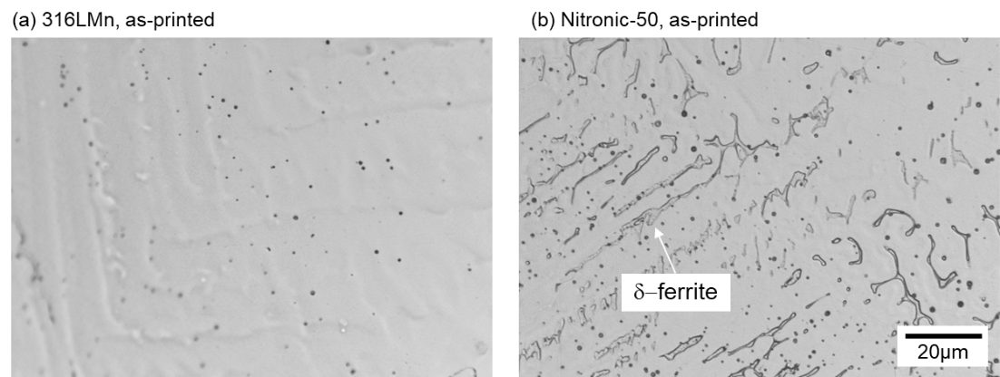 (a) 316LMn, as-printed
(b) Nitronic-50, as-printed
δ–ferrite
20μm